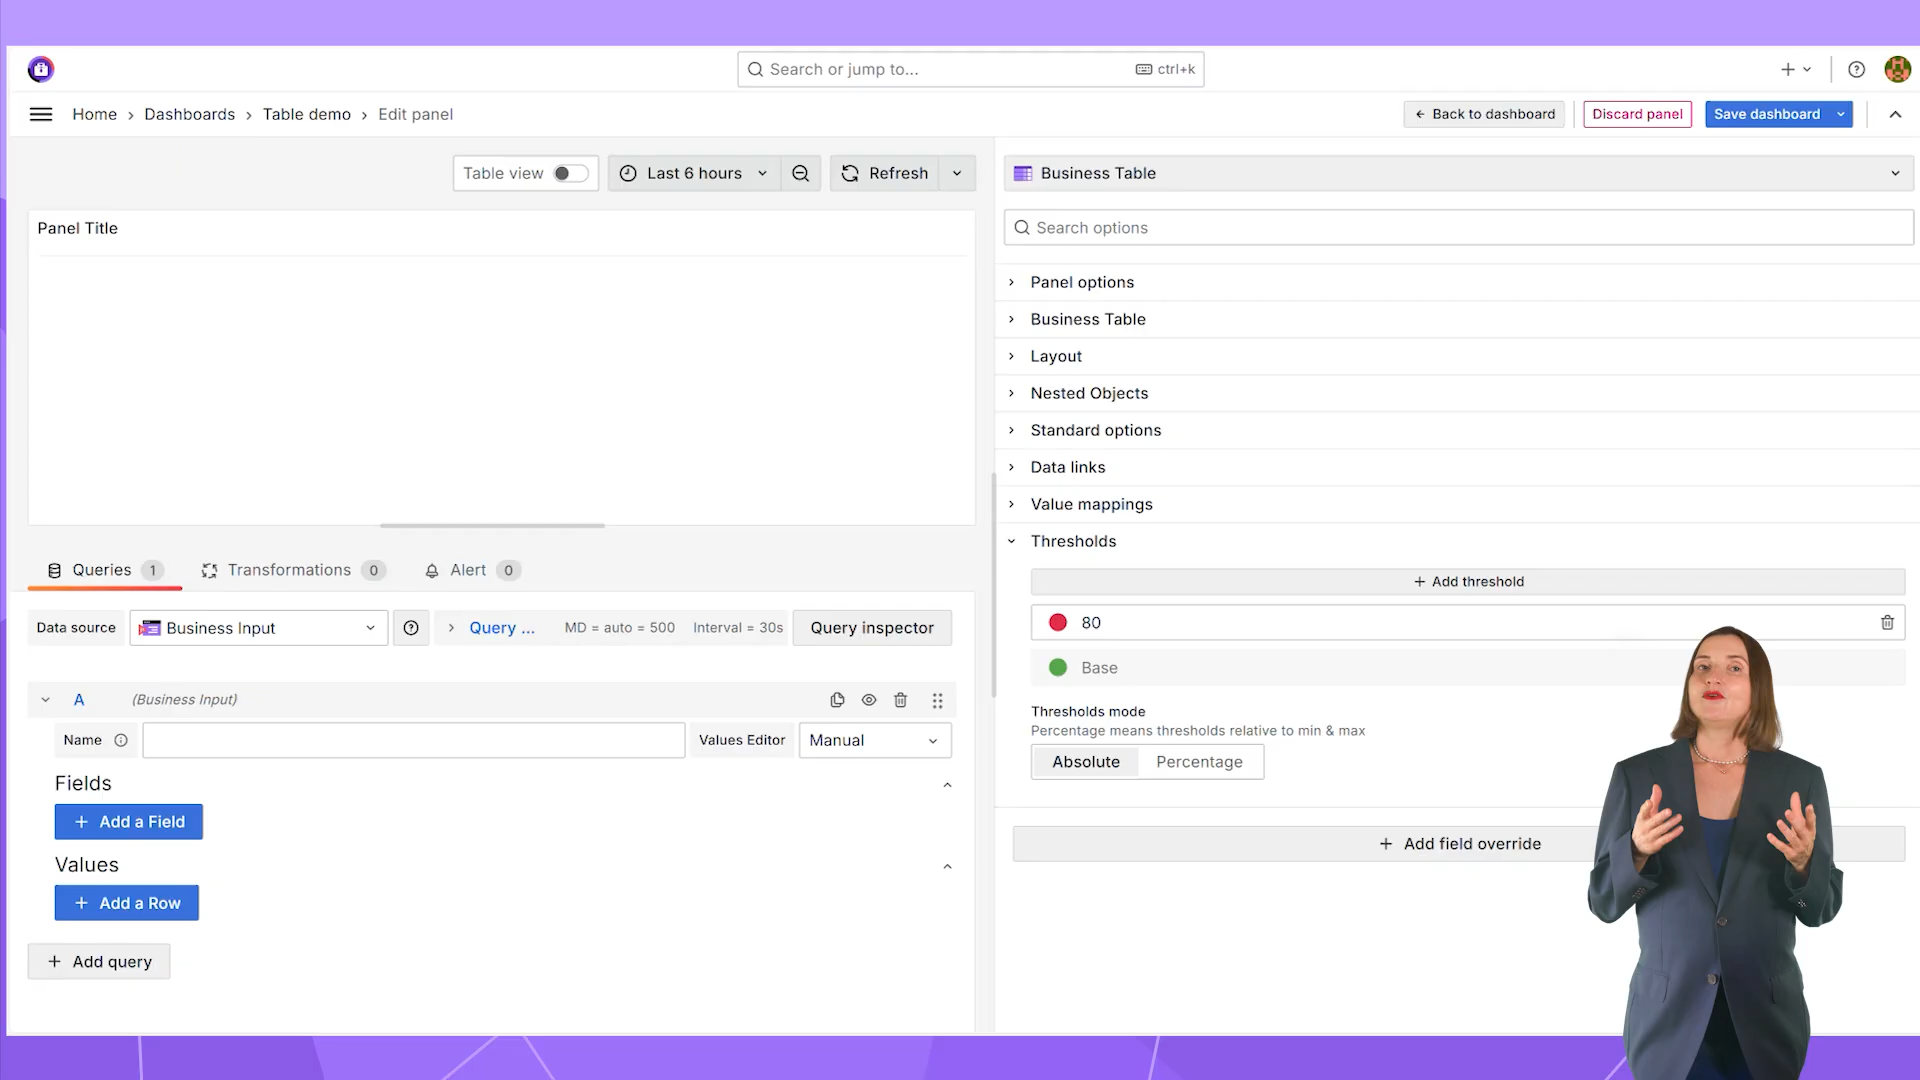 Search or jump to...
ctrl+k
Home
Dashboards
Table demo
Edit panel
Back to dashboard
Discard panel
Save dashboard
Table view
Last 6 hours
Refresh
Business Table
Panel Title
Search options
Panel options
Business Table
Layout
Nested Objects
Standard options
Data links
Value mappings
Thresholds
Add threshold
80
Base
Thresholds mode
Percentage means thresholds relative to min & max
Absolute
Percentage
Add field override
Queries 1
Transformations 0
Alert 0
Data source
Business Input
Query ...
MD = auto = 500
Interval = 30s
Query inspector
A
(Business Input)
Name
Values Editor
Manual
Fields
Add a Field
Values
Add a Row
Add query